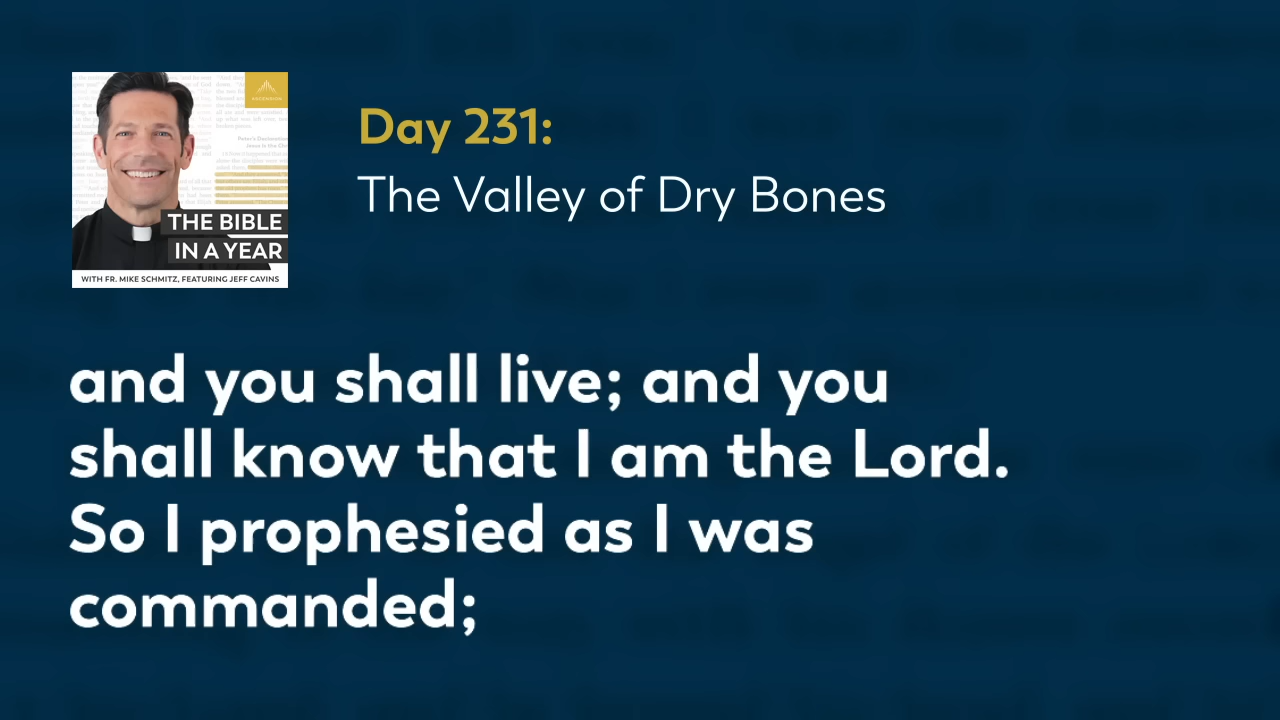 Day 231:
The Valley of Dry Bones
THE BIBLE
IN A YEAR
WITH FR. MIKE SCHMITZ, FEATURING JEFF CAVINS
and you shall live; and you
shall know that I am the Lord.
So I prophesied as I was
commanded;